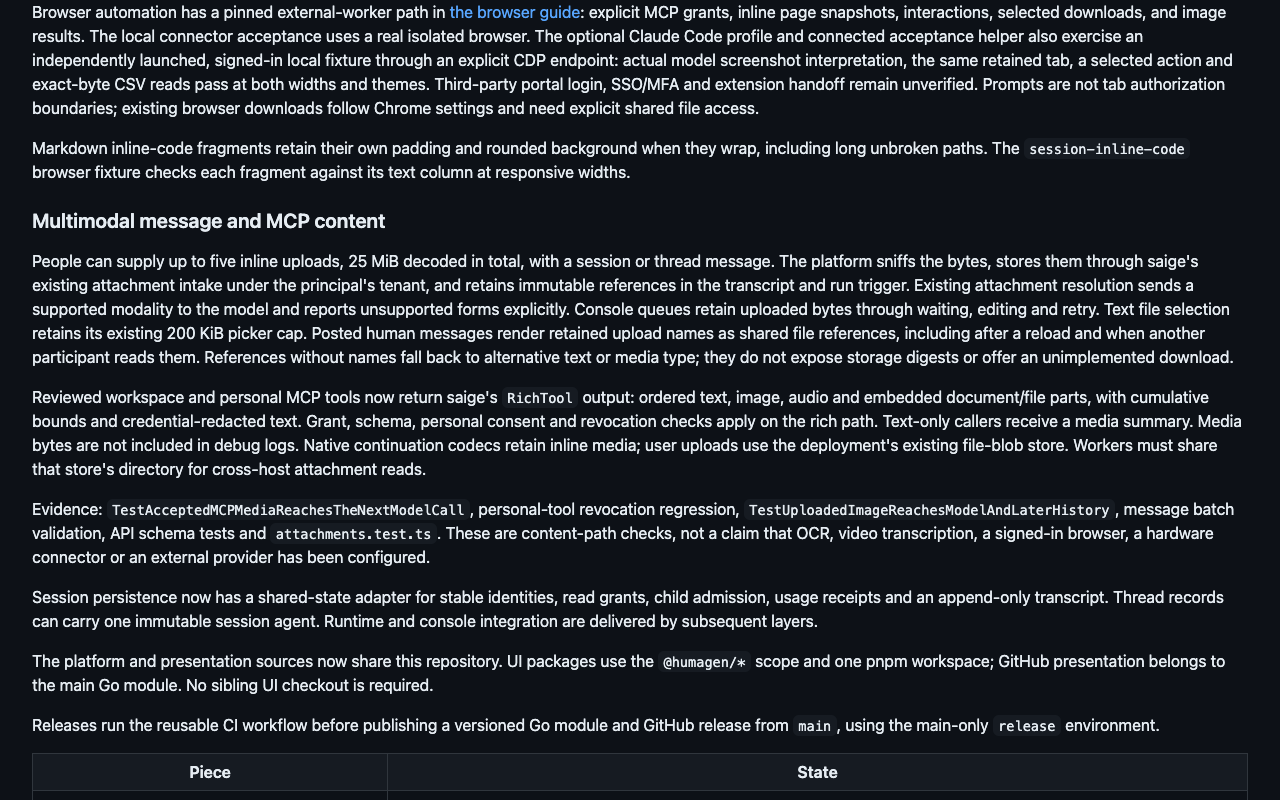 Browser automation has a pinned external-worker path in the browser guide: explicit MCP grants, inline page snapshots, interactions, selected downloads, and image
results. The local connector acceptance uses a real isolated browser. The optional Claude Code profile and connected acceptance helper also exercise an
independently launched, signed-in local fixture through an explicit CDP endpoint: actual model screenshot interpretation, the same retained tab, a selected action and
exact-byte CSV reads pass at both widths and themes. Third-party portal login, SSO/MFA and extension handoff remain unverified. Prompts are not tab authorization
boundaries; existing browser downloads follow Chrome settings and need explicit shared file access.
Markdown inline-code fragments retain their own padding and rounded background when they wrap, including long unbroken paths. The session-inline-code
browser fixture checks each fragment against its text column at responsive widths.
Multimodal message and MCP content
People can supply up to five inline uploads, 25 MiB decoded in total, with a session or thread message. The platform sniffs the bytes, stores them through saige's
existing attachment intake under the principal's tenant, and retains immutable references in the transcript and run trigger. Existing attachment resolution sends a
supported modality to the model and reports unsupported forms explicitly. Console queues retain uploaded bytes through waiting, editing and retry. Text file selection
retains its existing 200 KiB picker cap. Posted human messages render retained upload names as shared file references, including after a reload and when another
participant reads them. References without names fall back to alternative text or media type; they do not expose storage digests or offer an unimplemented download.
Reviewed workspace and personal MCP tools now return saige's RichTool output: ordered text, image, audio and embedded document/file parts, with cumulative
bounds and credential-redacted text. Grant, schema, personal consent and revocation checks apply on the rich path. Text-only callers receive a media summary. Media
bytes are not included in debug logs. Native continuation codecs retain inline media; user uploads use the deployment's existing file-blob store. Workers must share
that store's directory for cross-host attachment reads.
Evidence: TestAcceptedMCPMediaReachesTheNextModelCall, personal-tool revocation regression, TestUploadedImageReachesModelAndLaterHistory, message batch
validation, API schema tests and attachments.test.ts. These are content-path checks, not a claim that OCR, video transcription, a signed-in browser, a hardware
connector or an external provider has been configured.
Session persistence now has a shared-state adapter for stable identities, read grants, child admission, usage receipts and an append-only transcript. Thread records
can carry one immutable session agent. Runtime and console integration are delivered by subsequent layers.
The platform and presentation sources now share this repository. UI packages use the @humagen/* scope and one pnpm workspace; GitHub presentation belongs to
the main Go module. No sibling UI checkout is required.
Releases run the reusable CI workflow before publishing a versioned Go module and GitHub release from main, using the main-only release environment.
Piece State